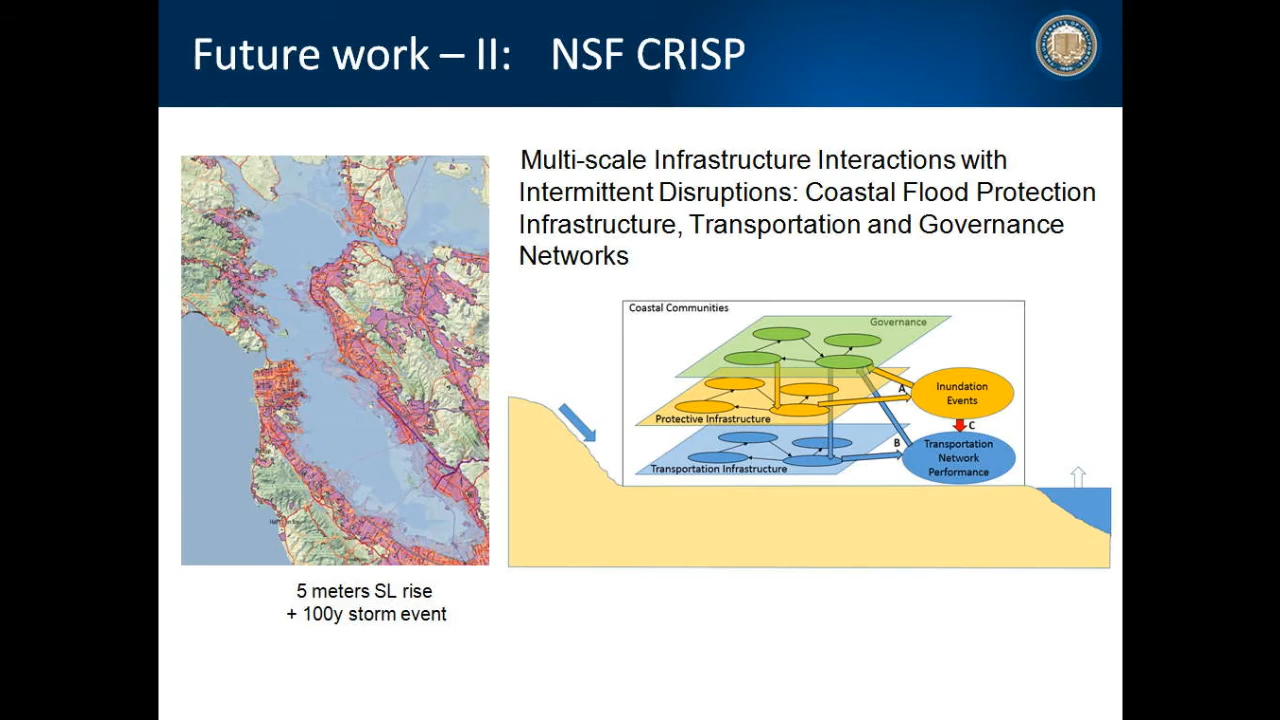 Future work – II: NSF CRISP
Multi-scale Infrastructure Interactions with
Intermittent Disruptions: Coastal Flood Protection
Infrastructure, Transportation and Governance
Networks
Coastal Communities
Governance
A
Inundation
Events
Protective Infrastructure
C
B
Transportation
Network
Performance
Transportation Infrastructure
5 meters SL rise
+ 100y storm event